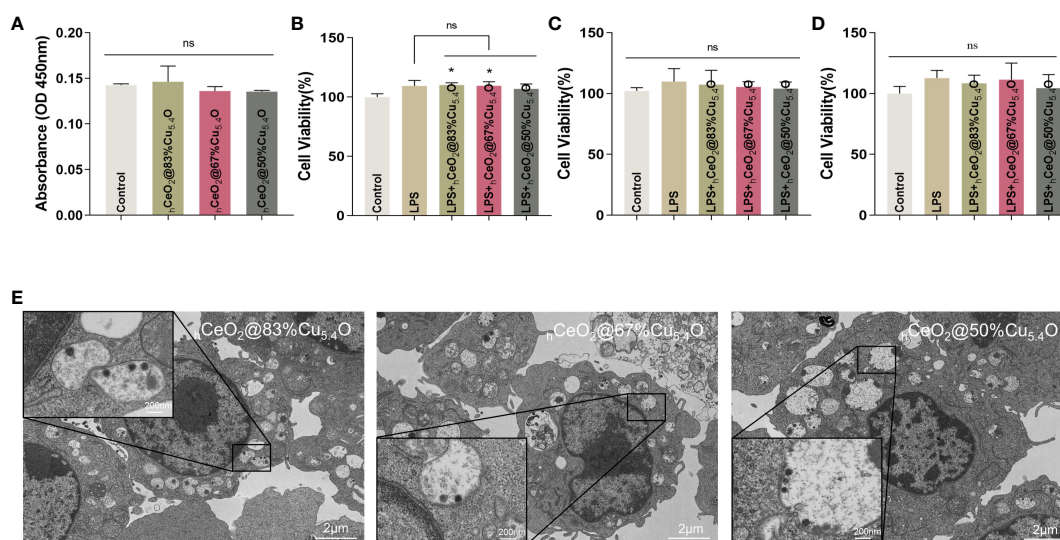 A
Absorbance (OD 450nm)
0.20
0.15
0.10
0.05
0.00
ns
Control
hCeO2@83%Cu5.4O
hCeO2@67%Cu5.4O
hCeO2@50%Cu5.4O
B
Cell Viability(%)
150
100
50
0
ns
*
*
Control
LPS
LPS+hCeO2@83%Cu5.4O
LPS+hCeO2@67%Cu5.4O
LPS+hCeO2@50%Cu5.4O
C
Cell Viability(%)
150
100
50
0
ns
Control
LPS
LPS+hCeO2@83%Cu5.4O
LPS+hCeO2@67%Cu5.4O
LPS+hCeO2@50%Cu5.4O
D
Cell Viability(%)
150
100
50
0
ns
Control
LPS
LPS+hCeO2@83%Cu5.4O
LPS+hCeO2@67%Cu5.4O
LPS+hCeO2@50%Cu5.4O
E
hCeO2@83%Cu5.4O
200nm
2μm
hCeO2@67%Cu5.4O
200nm
2μm
hCeO2@50%Cu5.4O
200nm
2μm